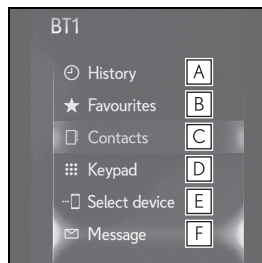 BT1
History A
Favourites B
Contacts C
Keypad D
Select device E
Message F